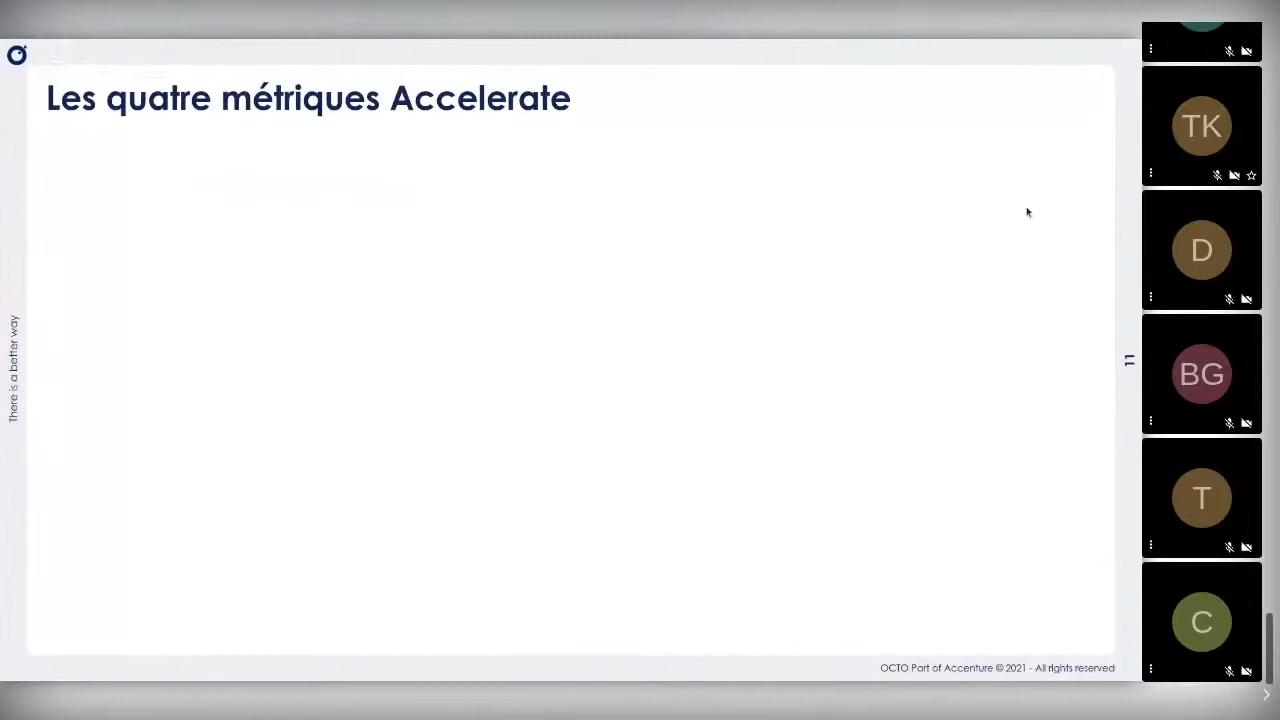 Les quatre métriques Accelerate
There is a better way
11
OCTO Part of Accenture © 2021 - All rights reserved
TK
D
BG
T
C